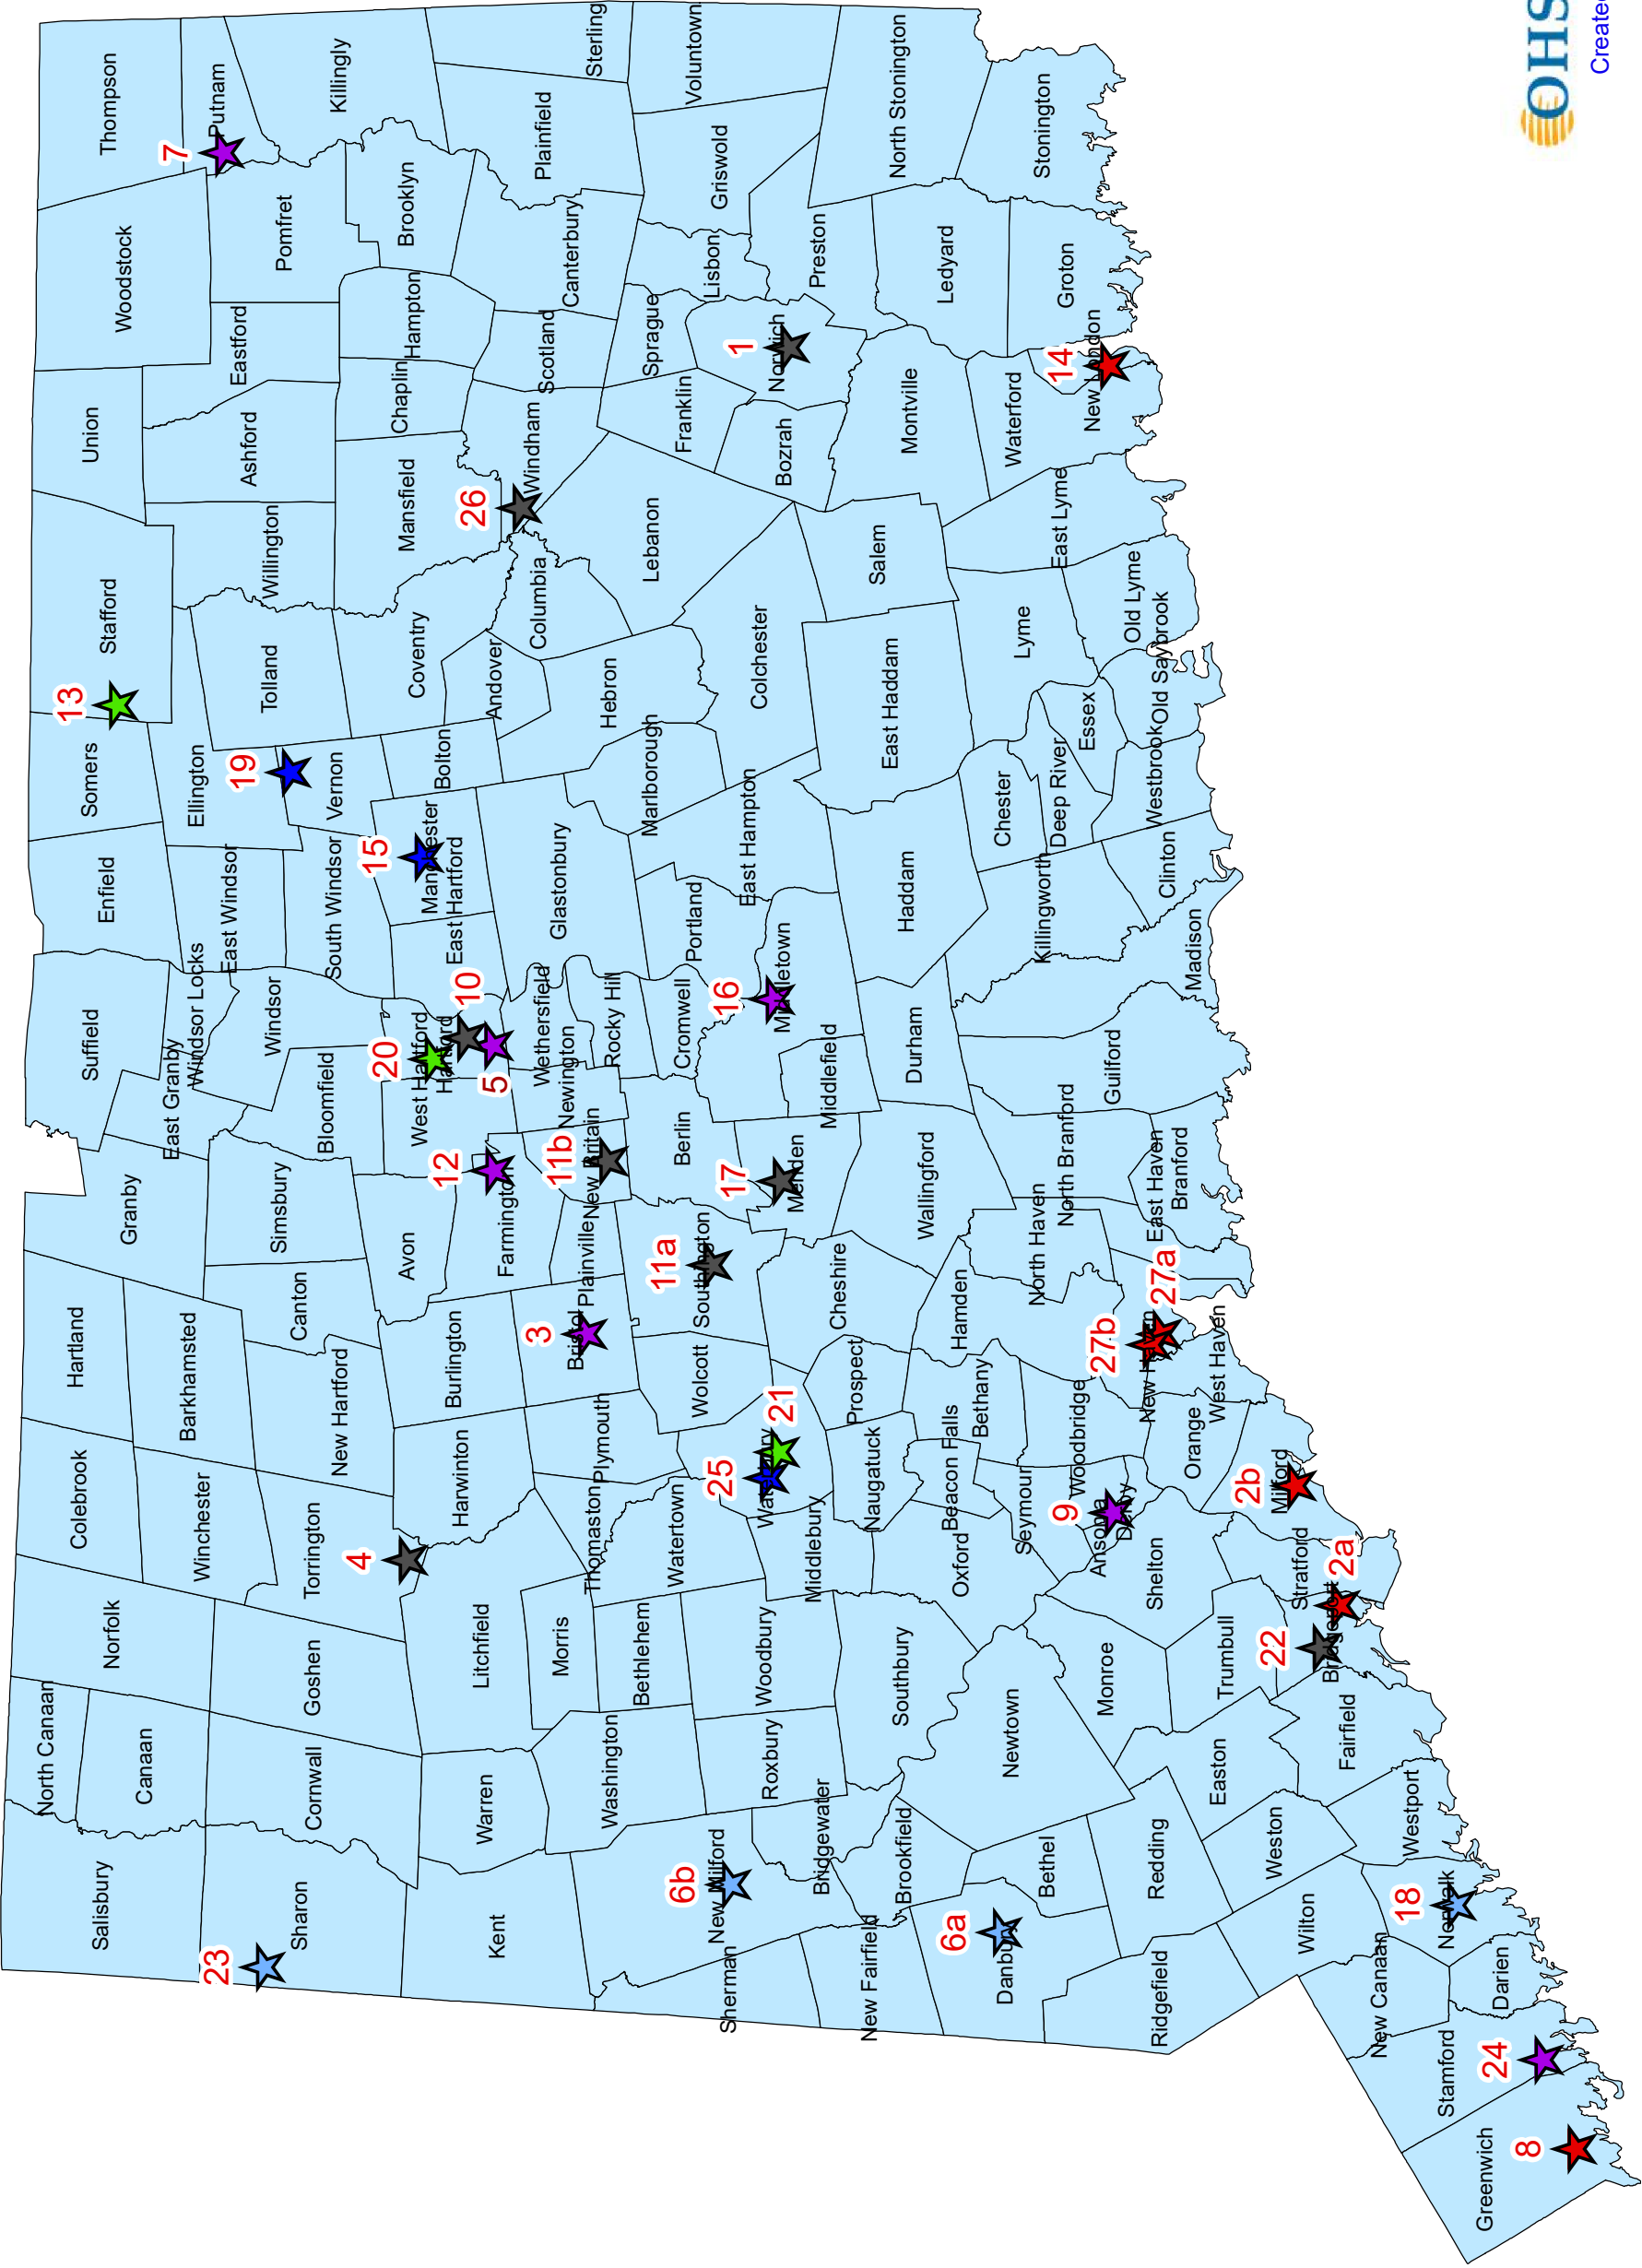 North Canaan
Canaan
Salisbury
Norfolk
Colebrook
Hartland
Granby
Suffield
Enfield
Somers
Stafford
13
Union
Woodstock
Thompson
7
Putnam
Killingly
Pomfret
Eastford
Ashford
Willington
Tolland
Ellington
19
Vernon
East Windsor
Windsor Locks
East Granby
Windsor
South Windsor
Bloomfield
Simsbury
Barkhamsted
Winchester
Canton
New Hartford
Torrington
4
Goshen
Cornwall
Sharon
23
Kent
Warren
Litchfield
Harwinton
Burlington
Avon
West Hartford
Hartford
20
10
5
12
Farmington
East Hartford
Manchester
15
Bolton
Coventry
Andover
Mansfield
Chaplin
Hampton
Brooklyn
Plainfield
Sterling
Canterbury
Scotland
Windham
26
Columbia
Lebanon
Hebron
Marlborough
Glastonbury
Wethersfield
Newington
Rocky Hill
New Britain
11b
Plainville
Bristol
3
Plymouth
Thomaston
Morris
Bethlehem
Washington
New Milford
6b
Sherman
Roxbury
Woodbury
Watertown
Waterbury
25
21
Wolcott
Southington
11a
Berlin
Cromwell
Portland
East Hampton
Colchester
Franklin
Sprague
Lisbon
Griswold
Voluntown
North Stonington
Preston
Norwich
1
Bozrah
Montville
Salem
East Haddam
Haddam
Middletown
16
Middlefield
Durham
Meriden
17
Wallingford
Cheshire
Prospect
Naugatuck
Middlebury
Southbury
Bridgewater
Brookfield
New Fairfield
Danbury
6a
Bethel
Newtown
Oxford
Beacon Falls
Bethany
Seymour
Woodbridge
Hamden
North Haven
North Branford
Guilford
Madison
Killingworth
Clinton
Chester
Deep River
Essex
Westbrook
Old Saybrook
Lyme
Old Lyme
East Lyme
Waterford
New London
14
Groton
Ledyard
Stonington
East Haven
Branford
New Haven
27a
27b
West Haven
Orange
Milford
2b
Ansonia
Derby
9
Shelton
Monroe
Trumbull
Stratford
2a
Bridgeport
22
Fairfield
Easton
Redding
Ridgefield
Weston
Wilton
Westport
Norwalk
18
New Canaan
Darien
Stamford
24
Greenwich
8
OHS